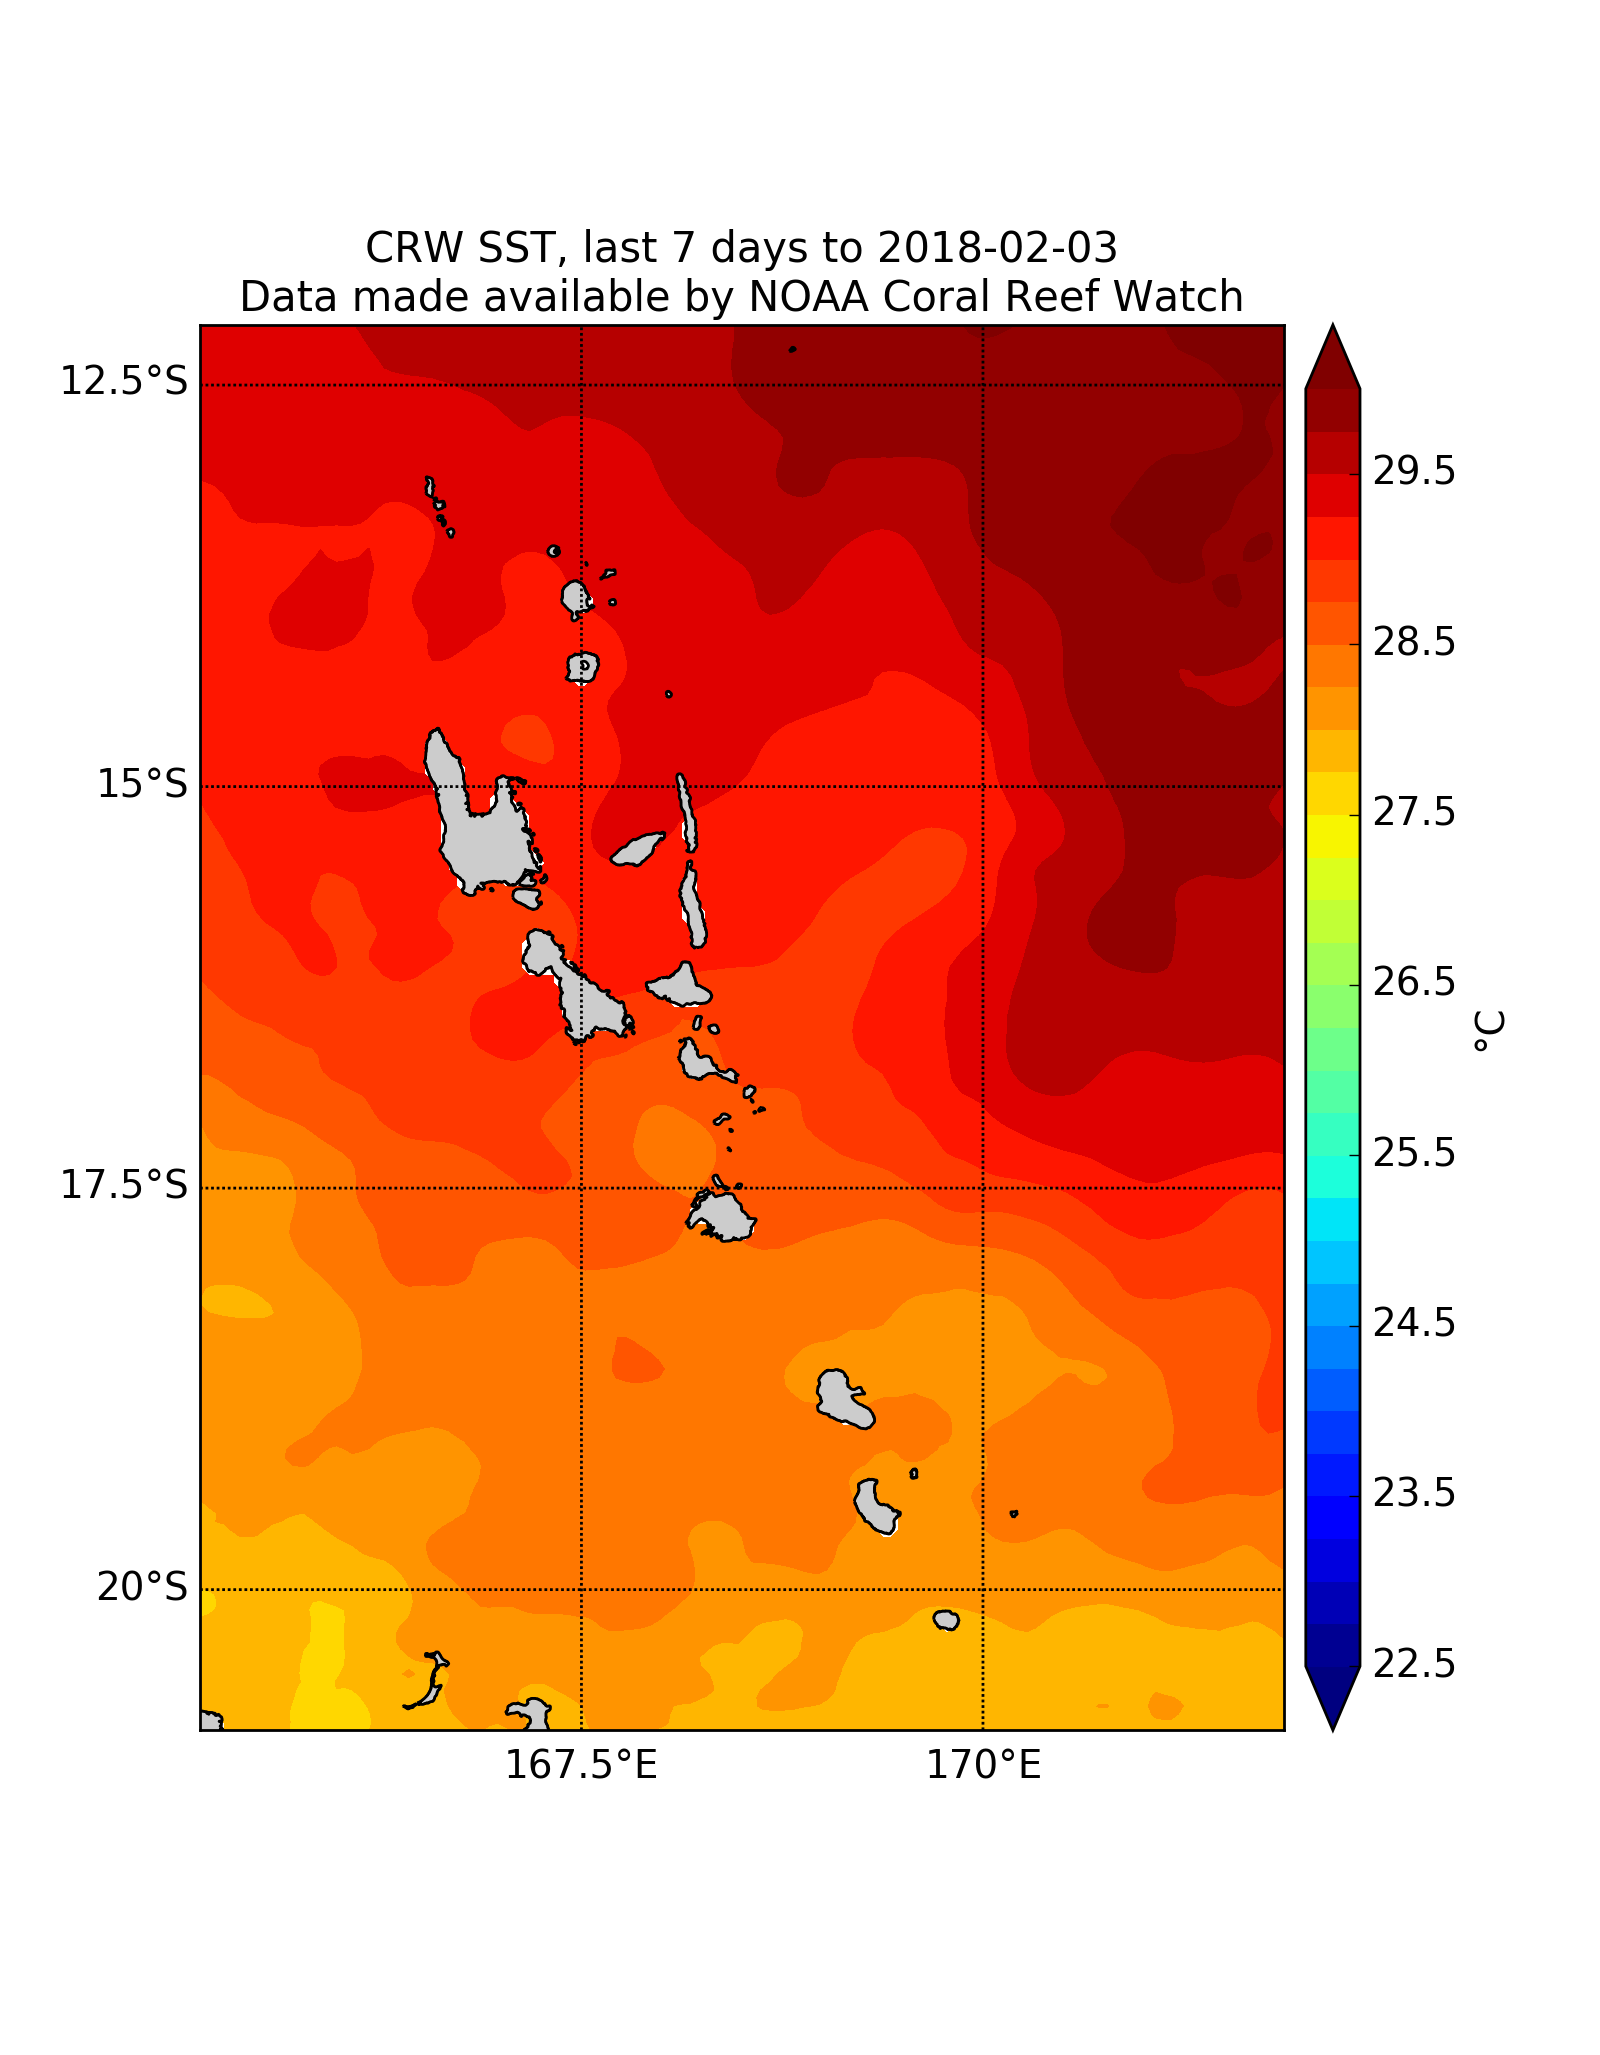 CRW SST, last 7 days to 2018-02-03
Data made available by NOAA Coral Reef Watch
12.5°S
15°S
17.5°S
20°S
167.5°E
170°E
29.5
28.5
27.5
26.5
25.5
24.5
23.5
22.5
°C